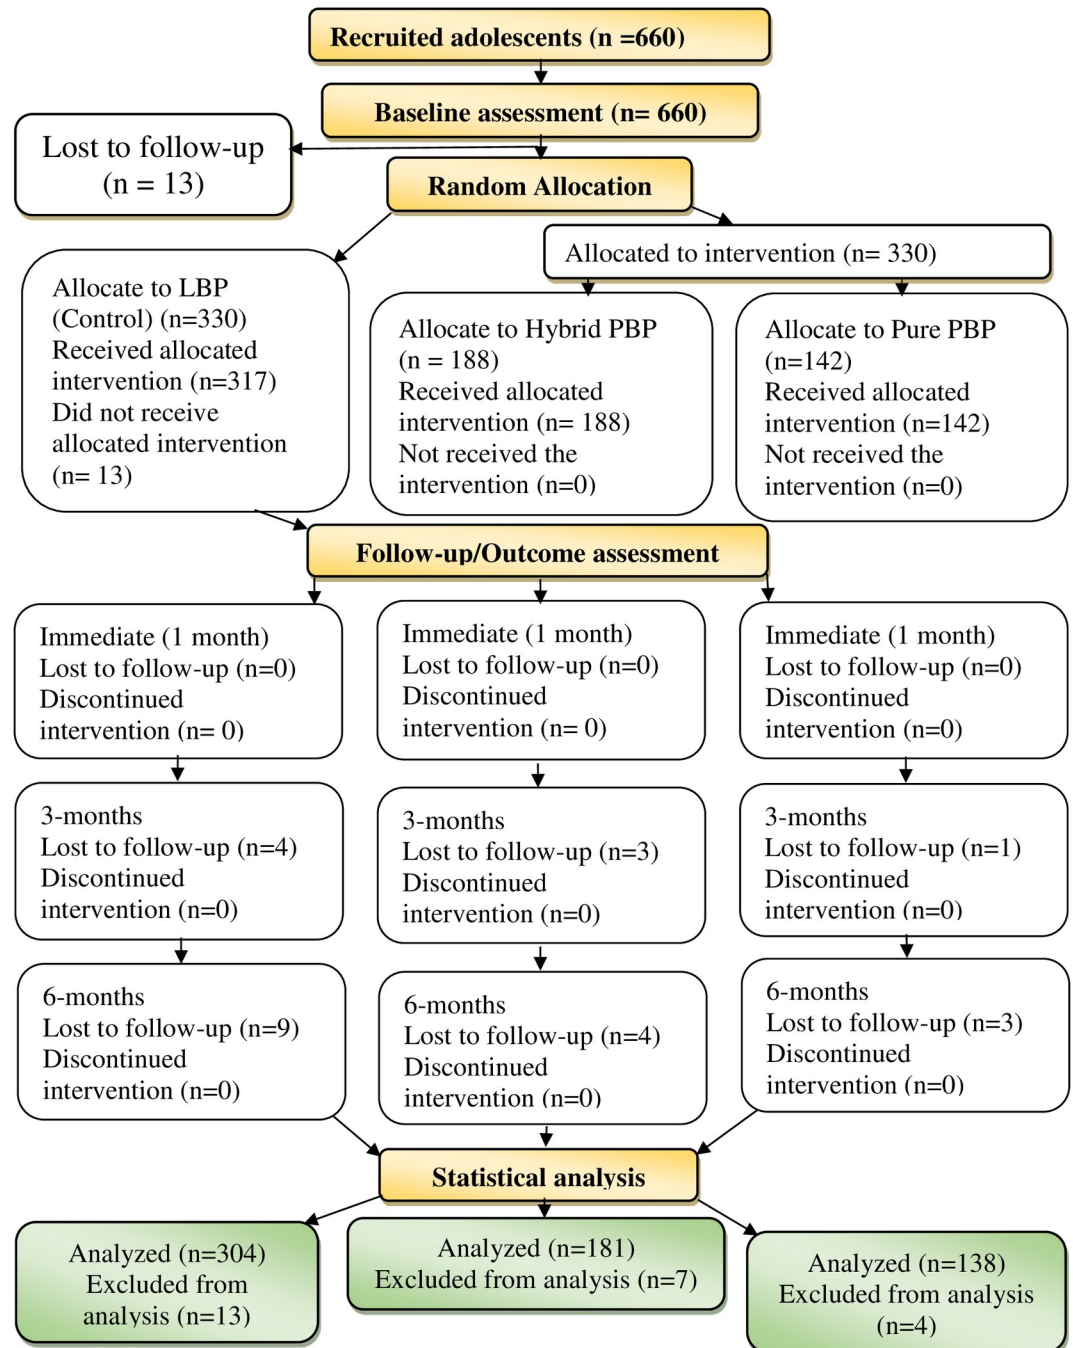 Recruited adolescents (n =660)
Baseline assessment (n= 660)
Lost to follow-up
(n = 13)
Random Allocation
Allocated to intervention (n= 330)
Allocate to LBP
(Control) (n=330)
Received allocated
intervention (n=317)
Did not receive
allocated intervention
(n= 13)
Allocate to Hybrid PBP
(n = 188)
Received allocated
intervention (n= 188)
Not received the
intervention (n=0)
Allocate to Pure PBP
(n=142)
Received allocated
intervention (n=142)
Not received the
intervention (n=0)
Follow-up/Outcome assessment
Immediate (1 month)
Lost to follow-up (n=0)
Discontinued
intervention (n= 0)
Immediate (1 month)
Lost to follow-up (n=0)
Discontinued
intervention (n= 0)
Immediate (1 month)
Lost to follow-up (n=0)
Discontinued
intervention (n=0)
3-months
Lost to follow-up (n=4)
Discontinued
intervention (n=0)
3-months
Lost to follow-up (n=3)
Discontinued
intervention (n=0)
3-months
Lost to follow-up (n=1)
Discontinued
intervention (n=0)
6-months
Lost to follow-up (n=9)
Discontinued
intervention (n=0)
6-months
Lost to follow-up (n=4)
Discontinued
intervention (n=0)
6-months
Lost to follow-up (n=3)
Discontinued
intervention (n=0)
Statistical analysis
Analyzed (n=304)
Excluded from
analysis (n=13)
Analyzed (n=181)
Excluded from analysis (n=7)
Analyzed (n=138)
Excluded from analysis
(n=4)